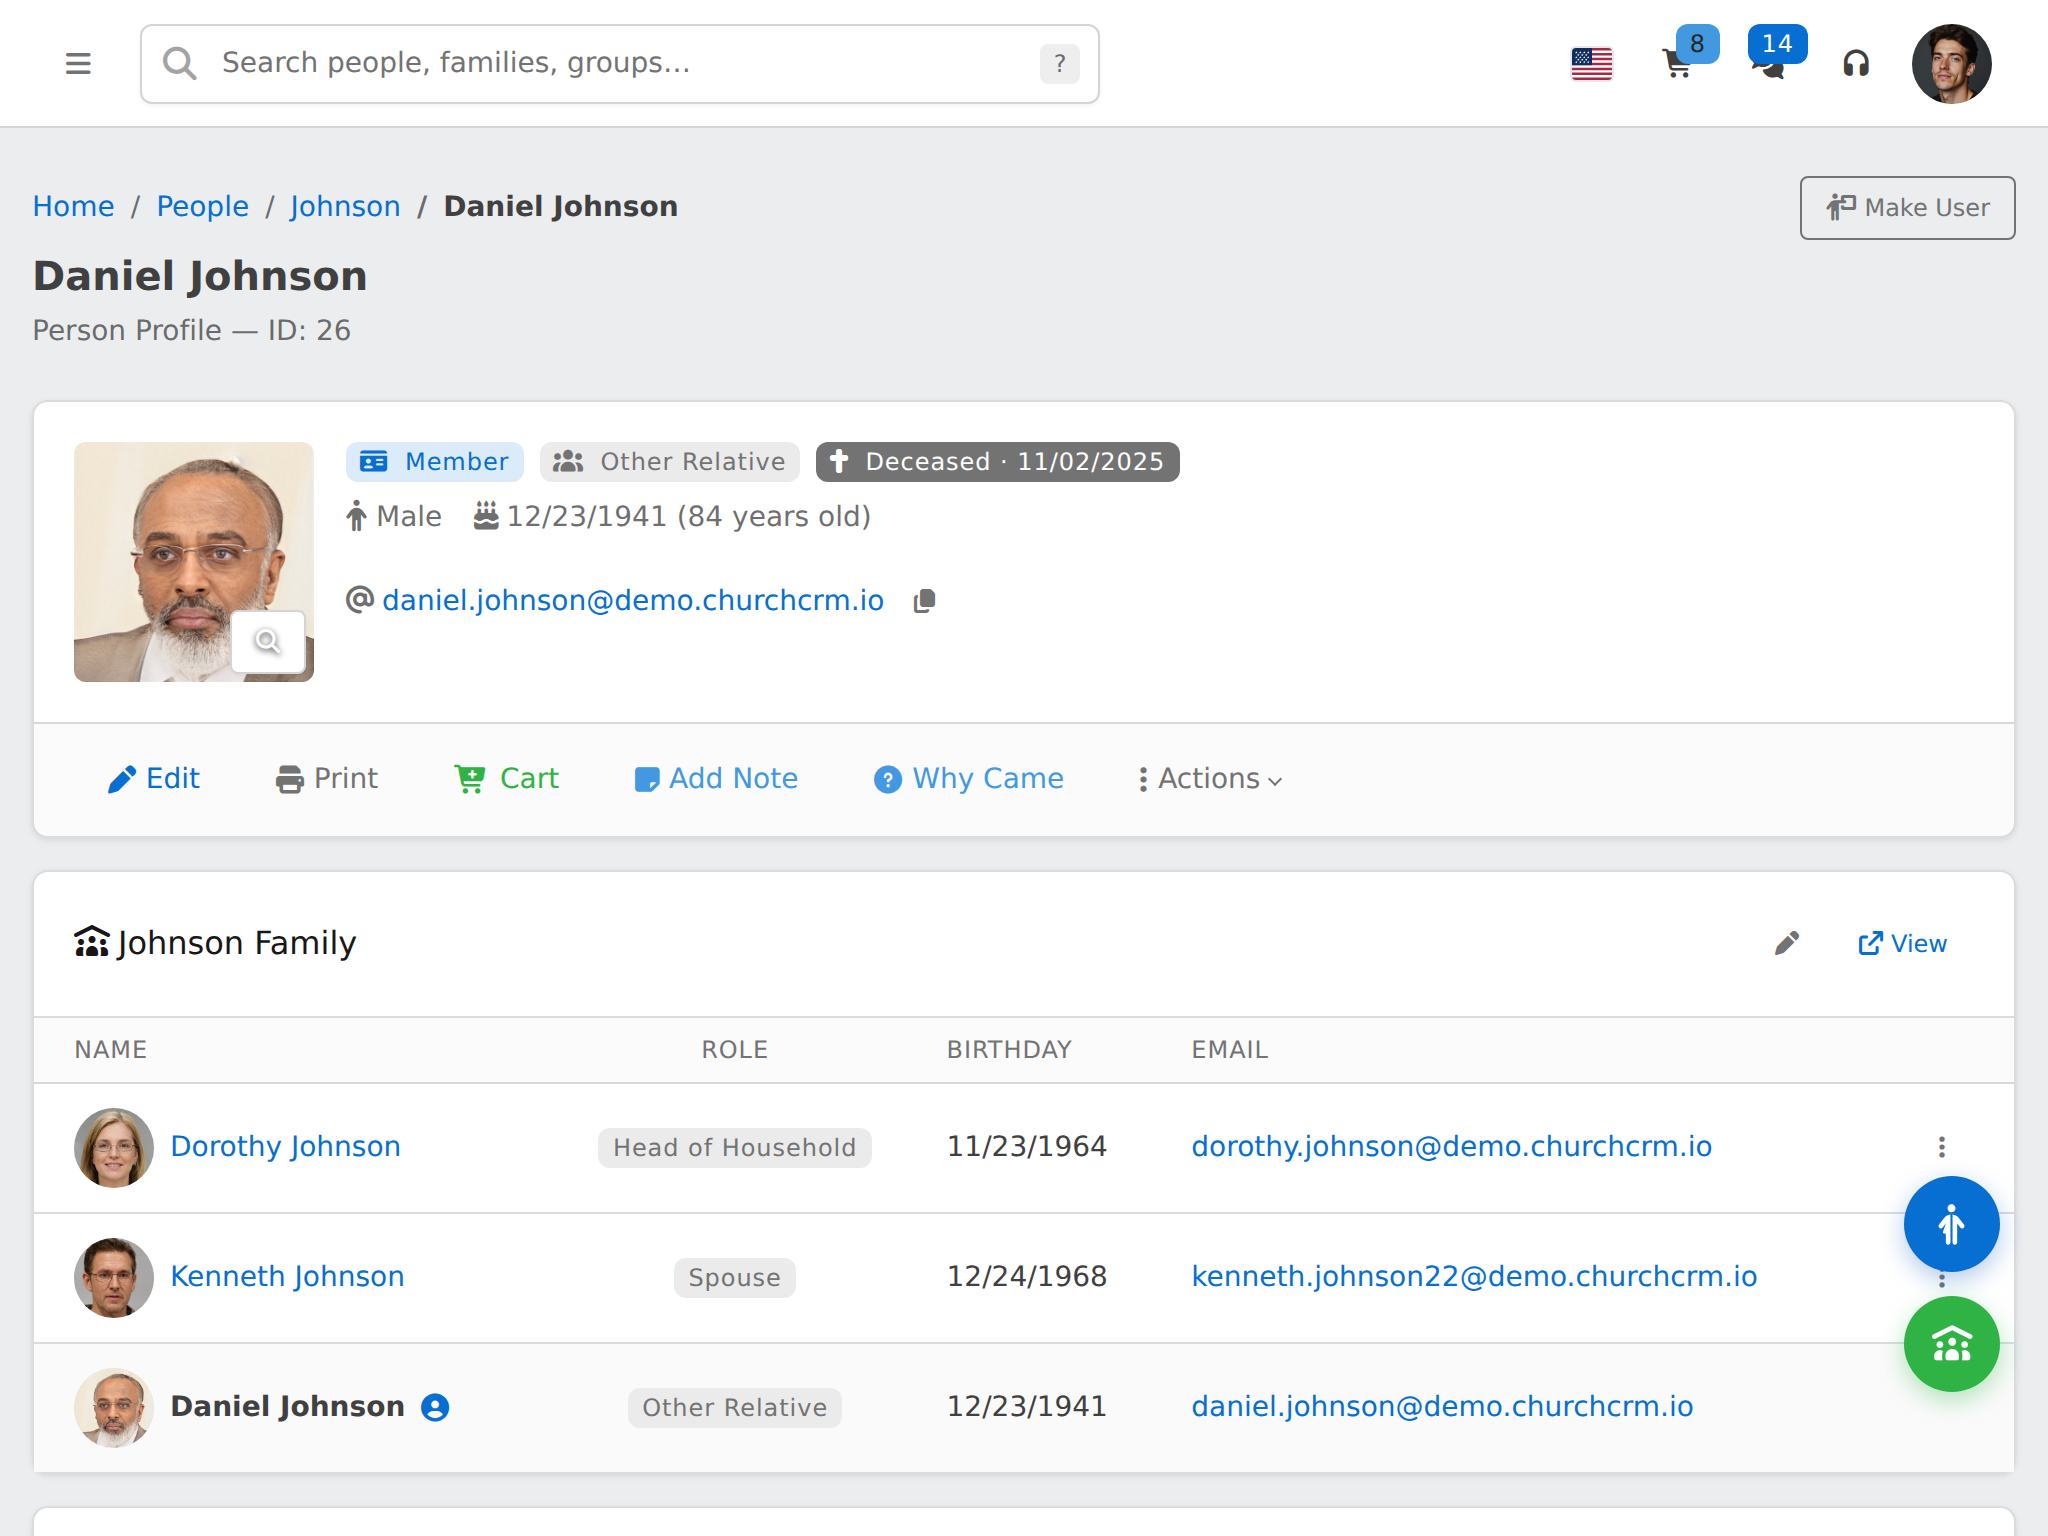 Search people, families, groups...
?
8
14
Home / People / Johnson / Daniel Johnson
Make User
Daniel Johnson
Person Profile — ID: 26
Member
Other Relative
Deceased · 11/02/2025
Male
12/23/1941 (84 years old)
daniel.johnson@demo.churchcrm.io
Edit
Print
Cart
Add Note
Why Came
Actions
Johnson Family
View
NAME ROLE BIRTHDAY EMAIL
Dorothy Johnson Head of Household 11/23/1964 dorothy.johnson@demo.churchcrm.io
Kenneth Johnson Spouse 12/24/1968 kenneth.johnson22@demo.churchcrm.io
Daniel Johnson Other Relative 12/23/1941 daniel.johnson@demo.churchcrm.io